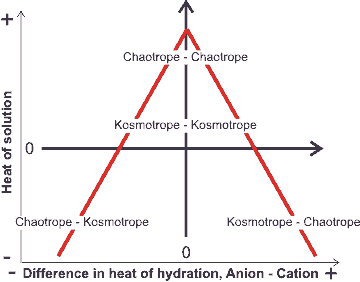 +
Chaotrope - Chaotrope
Kosmotrope - Kosmotrope
0
Heat of solution
Chaotrope - Kosmotrope
Kosmotrope - Chaotrope
0
-
- Difference in heat of hydration, Anion - Cation +